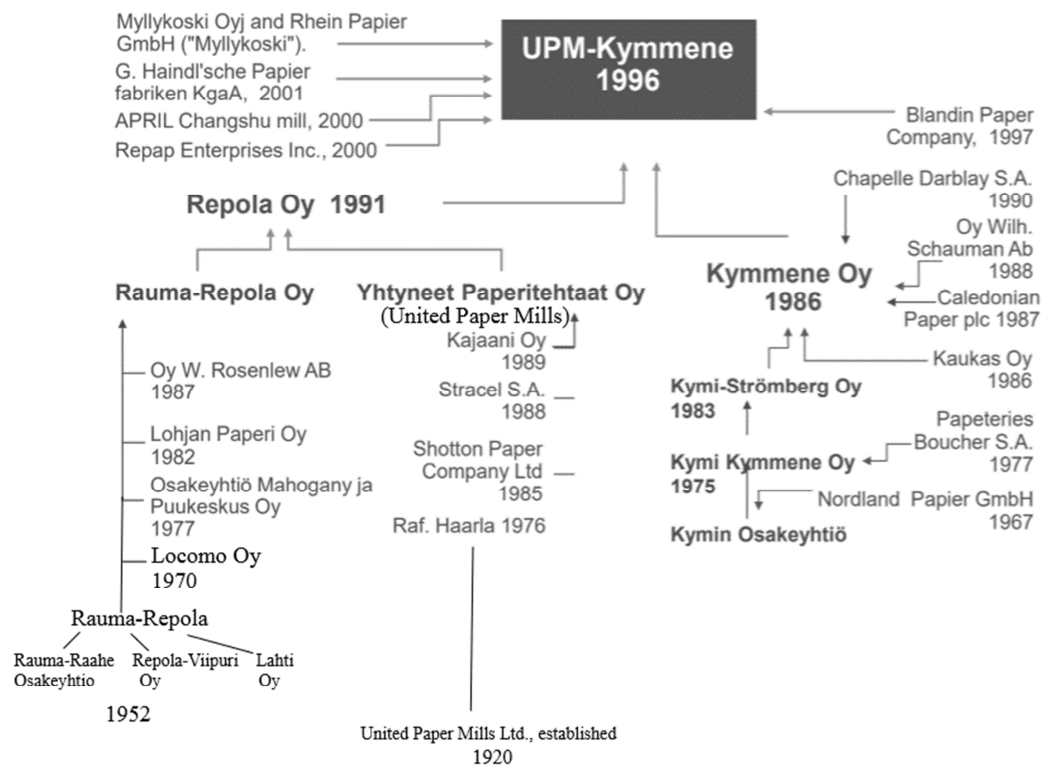 Myllykoski Oyj and Rhein Papier
GmbH ("Myllykoski").
G. Haindl'sche Papier
fabriken KgaA, 2001
APRIL Changshu mill, 2000
Repap Enterprises Inc., 2000
UPM-Kymmene
1996
Blandin Paper
Company, 1997
Repola Oy 1991
Chapelle Darblay S.A.
1990
Oy Wilh.
Schauman Ab
1988
Kymmene Oy
1986
Caledonian
Paper plc 1987
Kaukas Oy
1986
Rauma-Repola Oy
Yhtyneet Paperitehtaat Oy
(United Paper Mills)
Kajaani Oy
1989
Stracel S.A.
1988
Shotton Paper
Company Ltd
1985
Raf. Haarla 1976
Oy W. Rosenlew AB
1987
Lohjan Paperi Oy
1982
Osakeyhtiö Mahogany ja
Puukeskus Oy
1977
Locomo Oy
1970
Rauma-Repola
Rauma-Raahe
Osakeyhtio
Repola-Viipuri
Oy
Lahti
Oy
1952
United Paper Mills Ltd., established
1920
Kymi-Strömberg Oy
1983
Kymi Kymmene Oy
1975
Papeteries
Boucher S.A.
1977
Nordland Papier GmbH
1967
Kymin Osakeyhtiö